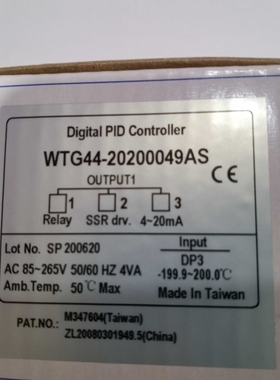 Digital PID Controller
WTG44-20200049AS
OUTPUT1
CE
1 2 3
Relay SSR drv. 4~20mA
Lot No. SP 200620
Input
DP3
AC 85~265V 50/60 HZ 4VA
-199.9~200.0℃
Amb.Temp. 50℃ Max
Made In Taiwan
PAT.NO.: M347604(Taiwan)
ZL20080301949.5(China)